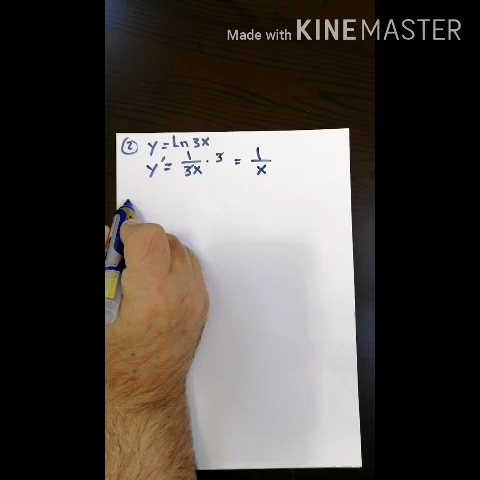 Made with KINEMASTER
② y = Ln 3x
y' = 1/3x · 3 = 1/x